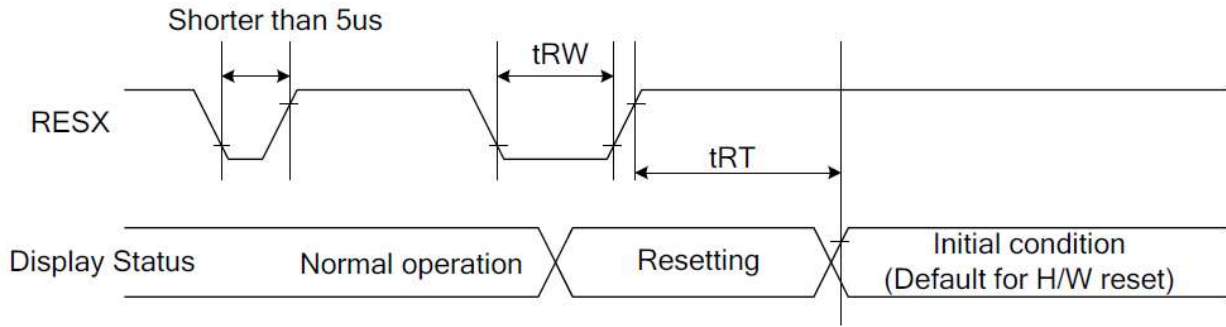 Shorter than 5us
tRW
RESX
tRT
Display Status
Normal operation
Resetting
Initial condition
(Default for H/W reset)